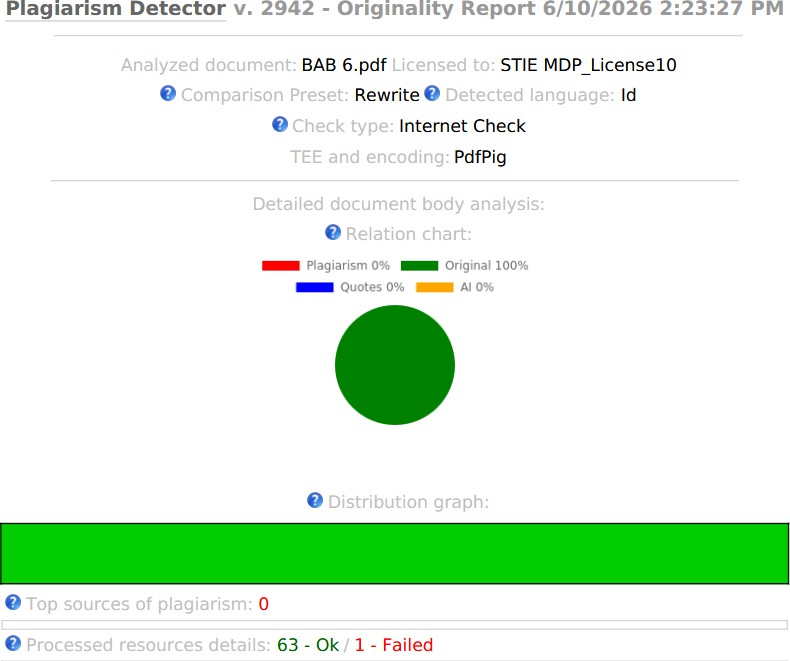 Plagiarism Detector v. 2942 - Originality Report 6/10/2026 2:23:27 PM
Analyzed document: BAB 6.pdf Licensed to: STIE MDP_License10
Comparison Preset: Rewrite Detected language: Id
Check type: Internet Check
TEE and encoding: PdfPig
Detailed document body analysis:
Relation chart:
Plagiarism 0% Original 100%
Quotes 0% AI 0%
Distribution graph:
Top sources of plagiarism: 0
Processed resources details: 63 - Ok / 1 - Failed